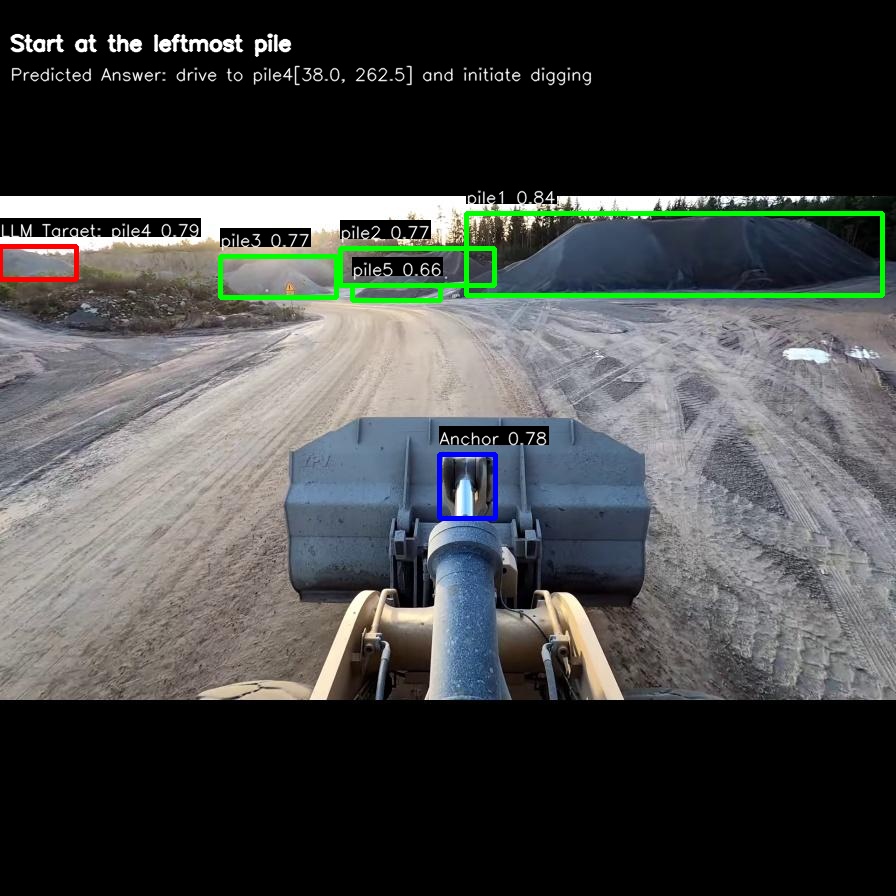 Start at the leftmost pile
Predicted Answer: drive to pile4[38.0, 262.5] and initiate digging
pile1 0.84
LLM Target: pile4 0.79
pile3 0.77
pile2 0.77
pile5 0.66
Anchor 0.78